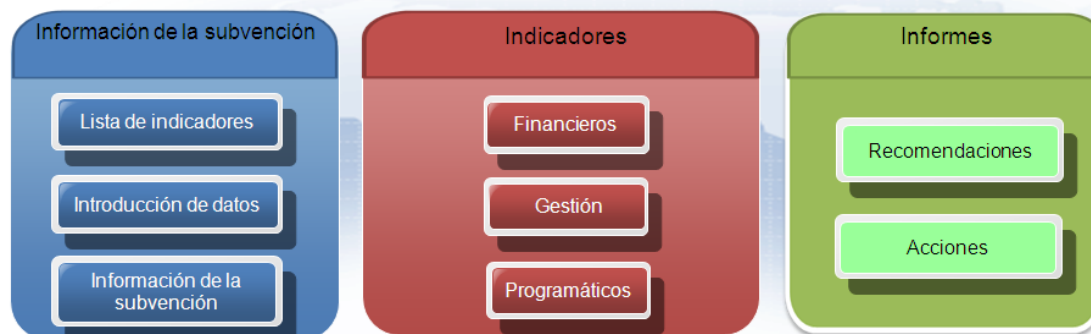 Información de la subvención
Lista de indicadores
Introducción de datos
Información de la
subvención
Indicadores
Financieros
Gestión
Programáticos
Informes
Recomendaciones
Acciones